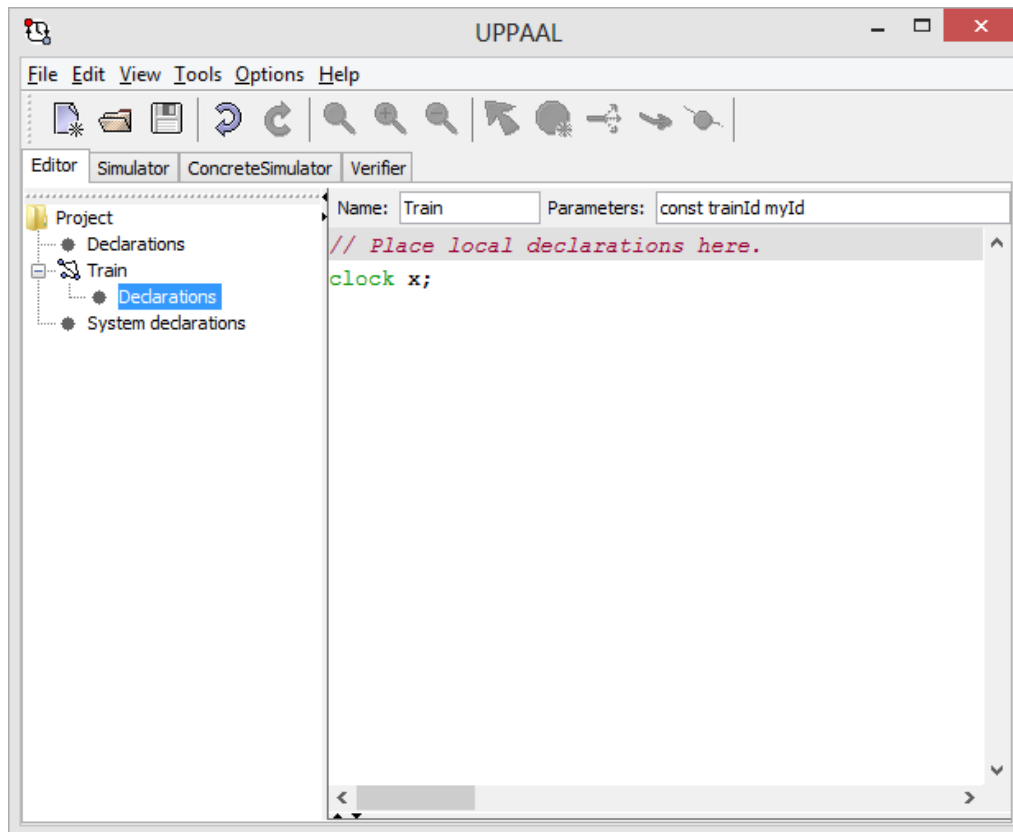 UPPAAL
File Edit View Tools Options Help
Editor Simulator ConcreteSimulator Verifier
Project
Declarations
Train
Declarations
System declarations
Name: Train Parameters: const trainId myId
// Place local declarations here.
clock x;